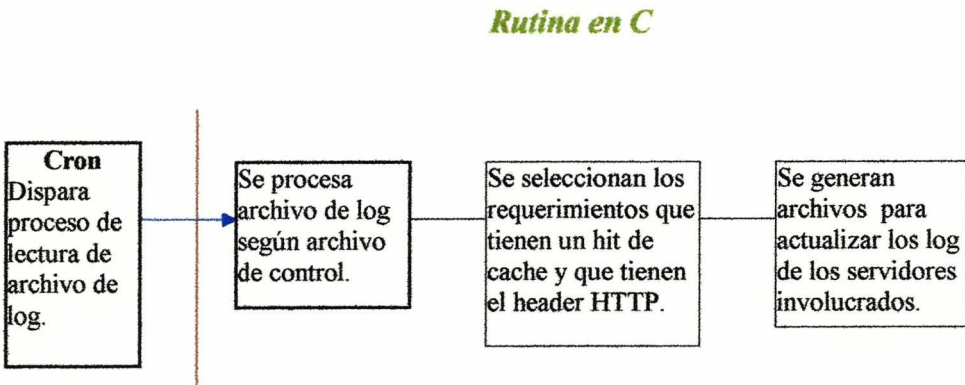 Rutina en C
Cron
Dispara
proceso de
lectura de
archivo de
log.
Se procesa
archivo de log
según archivo
de control.
Se seleccionan los
requerimientos que
tienen un hit de
cache y que tienen
el header HTTP.
Se generan
archivos para
actualizar los log
de los servidores
involucrados.